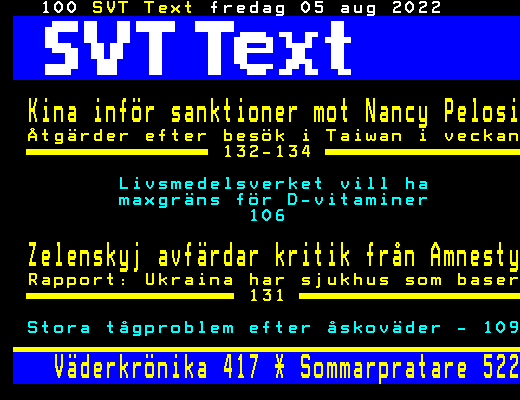 100 SVT Text fredag 05 aug 2022
SVT Text
Kina inför sanktioner mot Nancy Pelosi
Åtgärder efter besök i Taiwan i veckan
132-134
Livsmedelsverket vill ha
maxgräns för D-vitaminer
106
Zelenskyj avfärdar kritik från Amnesty
Rapport: Ukraina har sjukhus som baser
131
Stora tågproblem efter åskoväder - 109
Väderkrönika 417 * Sommarpratare 522